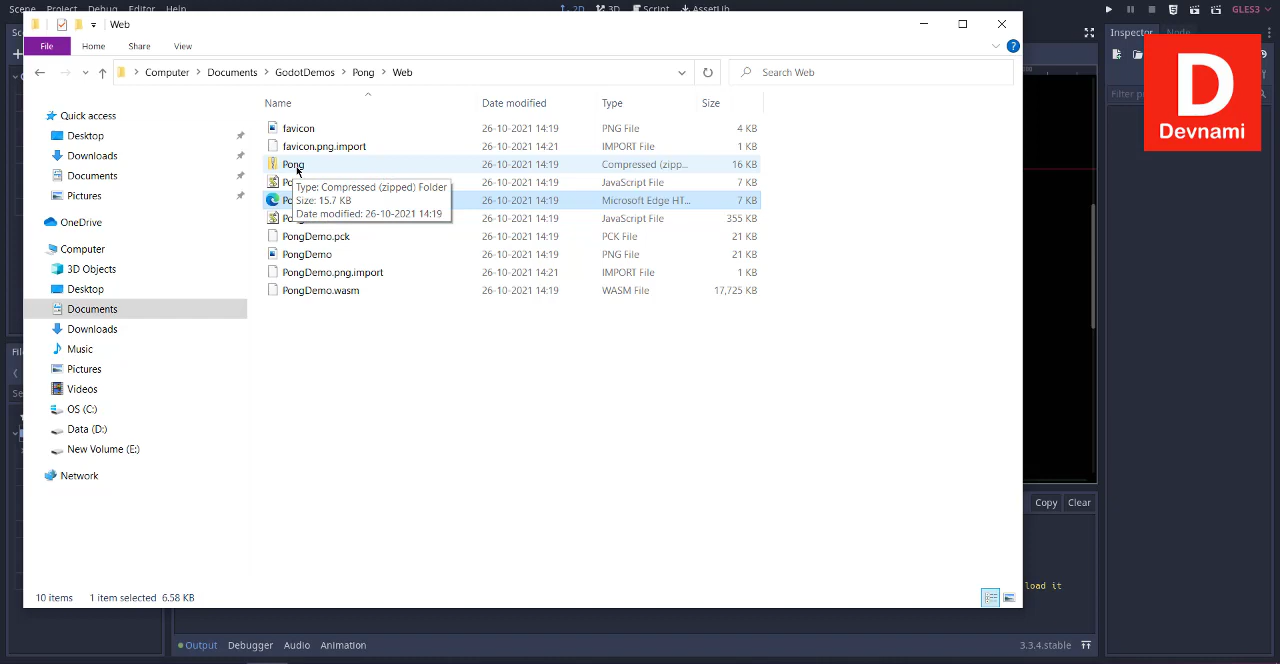 Scene Project Debug Editor Help 2D 3D Script AssetLib GLES3
Web
File Home Share View
Computer Documents GodotDemos Pong Web Search Web
Name Date modified Type Size
Quick access
Desktop
Downloads
Documents
Pictures
OneDrive
Computer
3D Objects
Desktop
Documents
Downloads
Music
Pictures
Videos
OS (C:)
Data (D:)
New Volume (E:)
Network
favicon 26-10-2021 14:19 PNG File 4 KB
favicon.png.import 26-10-2021 14:21 IMPORT File 1 KB
Pong 26-10-2021 14:19 Compressed (zipp... 16 KB
26-10-2021 14:19 JavaScript File 7 KB
26-10-2021 14:19 Microsoft Edge HT... 7 KB
26-10-2021 14:19 JavaScript File 355 KB
PongDemo.pck 26-10-2021 14:19 PCK File 21 KB
PongDemo 26-10-2021 14:19 PNG File 21 KB
PongDemo.png.import 26-10-2021 14:21 IMPORT File 1 KB
PongDemo.wasm 26-10-2021 14:19 WASM File 17,725 KB
Type: Compressed (zipped) Folder
Size: 15.7 KB
Date modified: 26-10-2021 14:19
10 items 1 item selected 6.58 KB
Inspector Node
D
Devnami
Copy Clear
load it
Output Debugger Audio Animation 3.3.4.stable